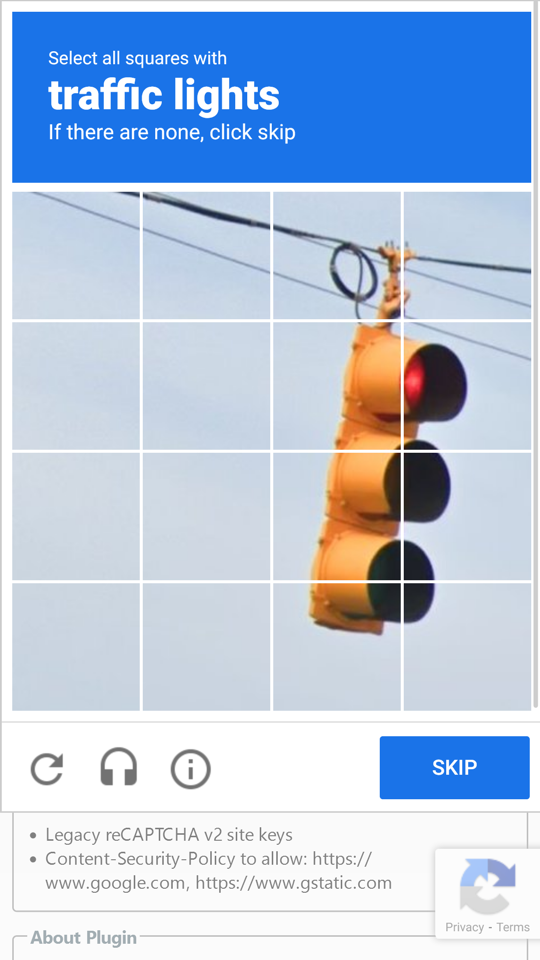 Select all squares with
traffic lights
If there are none, click skip
SKIP
• Legacy reCAPTCHA v2 site keys
• Content-Security-Policy to allow: https://
www.google.com, https://www.gstatic.com
Privacy - Terms
About Plugin